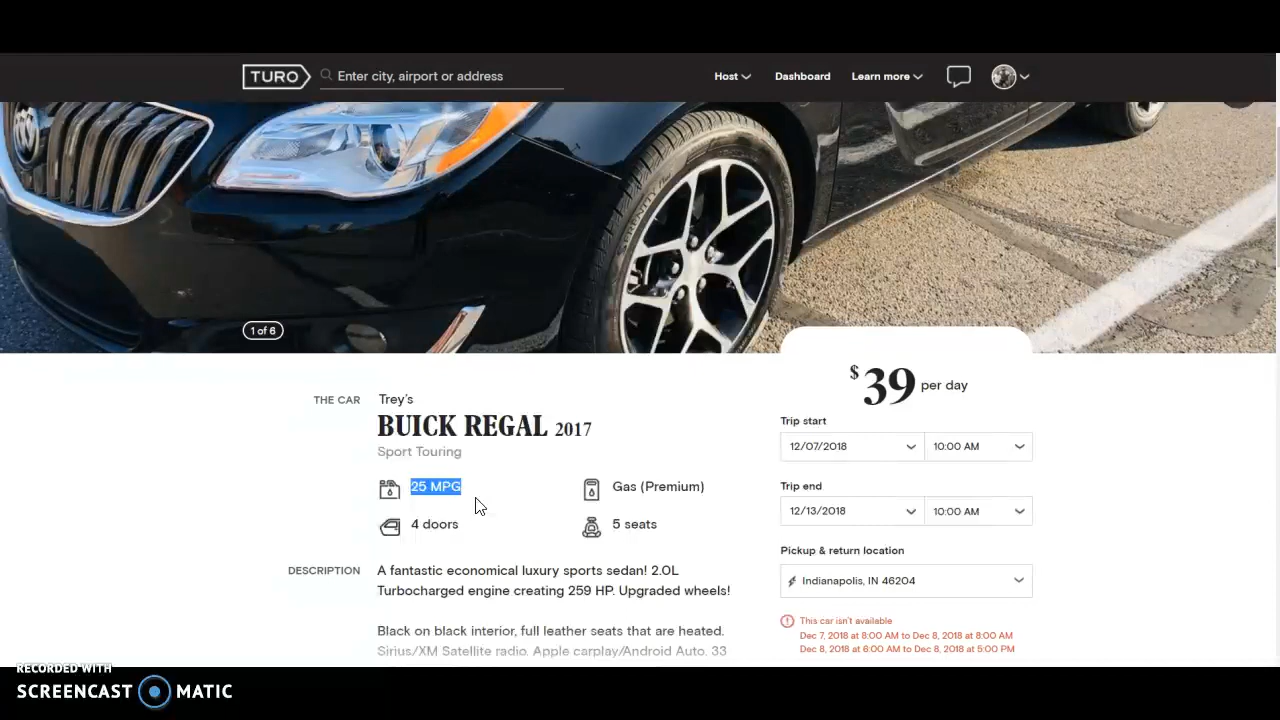 TURO
Enter city, airport or address
Host
Dashboard
Learn more
1 of 6
$39 per day
THE CAR
Trey's
BUICK REGAL 2017
Sport Touring
25 MPG
Gas (Premium)
4 doors
5 seats
DESCRIPTION
A fantastic economical luxury sports sedan! 2.0L
Turbocharged engine creating 259 HP. Upgraded wheels!
Black on black interior, full leather seats that are heated.
Sirius/XM Satellite radio. Apple carplay/Android Auto. 33
Trip start
12/07/2018
10:00 AM
Trip end
12/13/2018
10:00 AM
Pickup & return location
Indianapolis, IN 46204
This car isn't available
Dec 7, 2018 at 8:00 AM to Dec 8, 2018 at 8:00 AM
Dec 8, 2018 at 6:00 AM to Dec 8, 2018 at 5:00 PM
RECORDED WITH
SCREENCAST MATIC